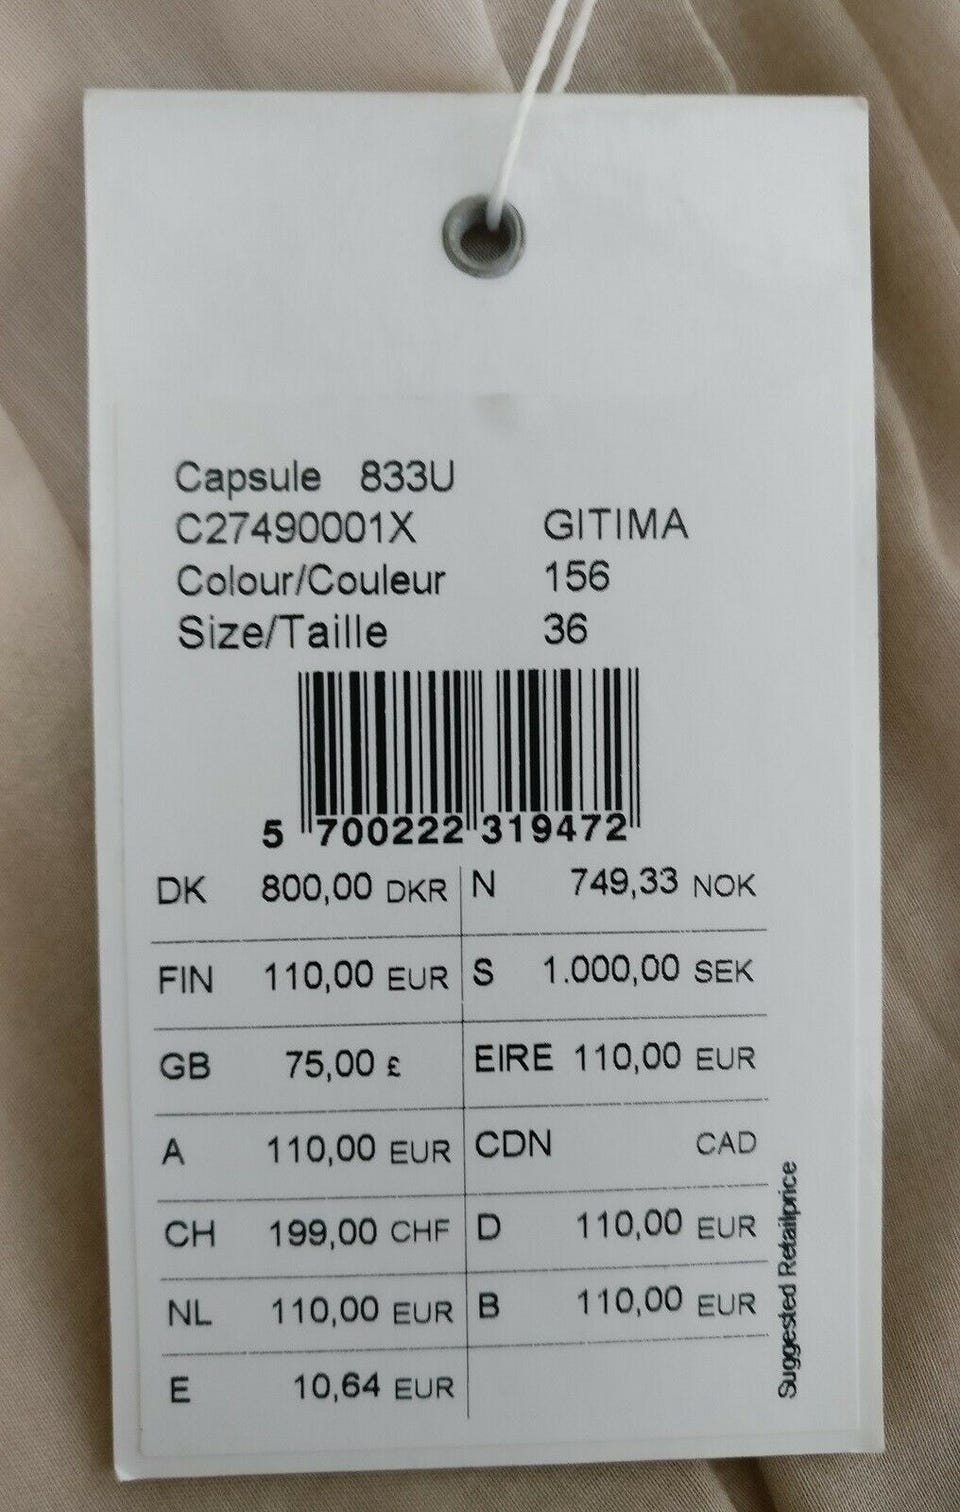 Capsule 833U
C27490001X GITIMA
Colour/Couleur 156
Size/Taille 36
5 700222 319472
DK 800,00 DKR N 749,33 NOK
FIN 110,00 EUR S 1.000,00 SEK
GB 75,00 £ EIRE 110,00 EUR
A 110,00 EUR CDN CAD
CH 199,00 CHF D 110,00 EUR
NL 110,00 EUR B 110,00 EUR
E 10,64 EUR
Suggested Retailprice